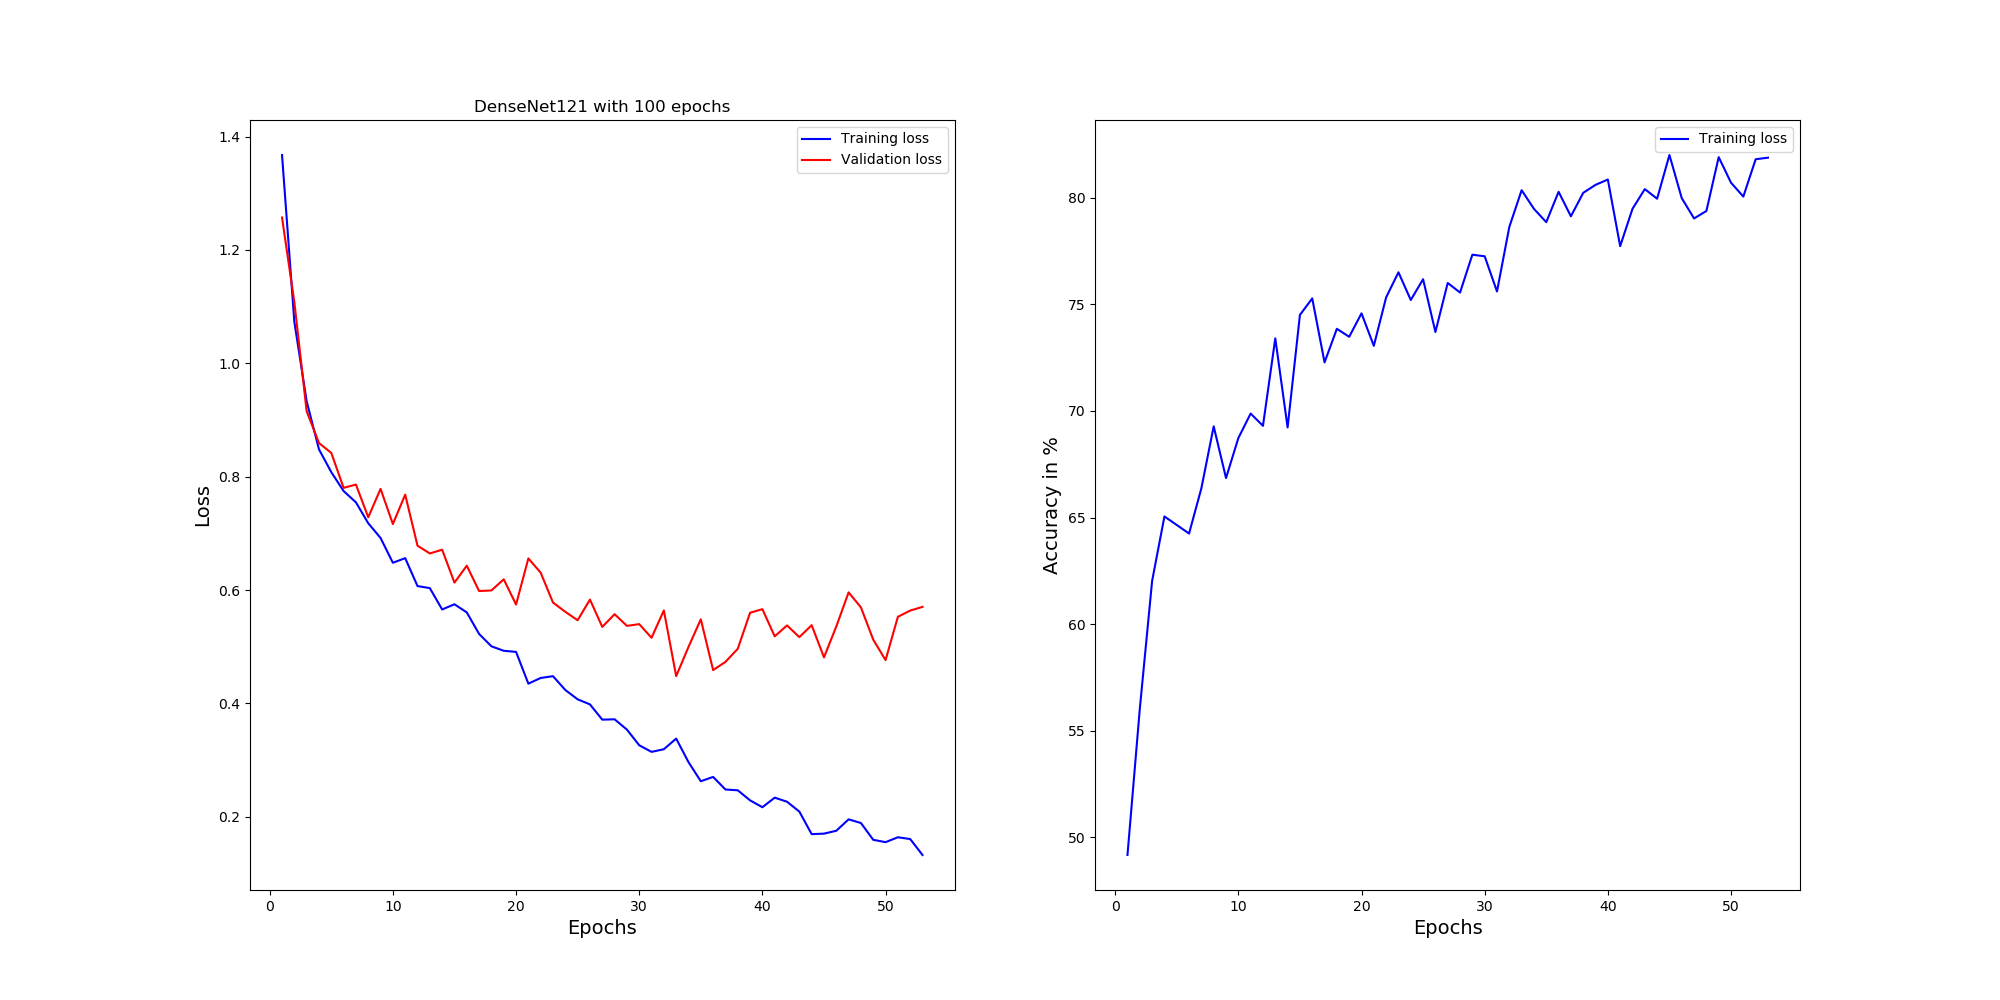 DenseNet121 with 100 epochs
Training loss
Validation loss
1.4
1.2
1.0
0.8
0.6
0.4
0.2
Loss
0 10 20 30 40 50
Epochs
Training loss
80
75
70
65
60
55
50
Accuracy in %
0 10 20 30 40 50
Epochs